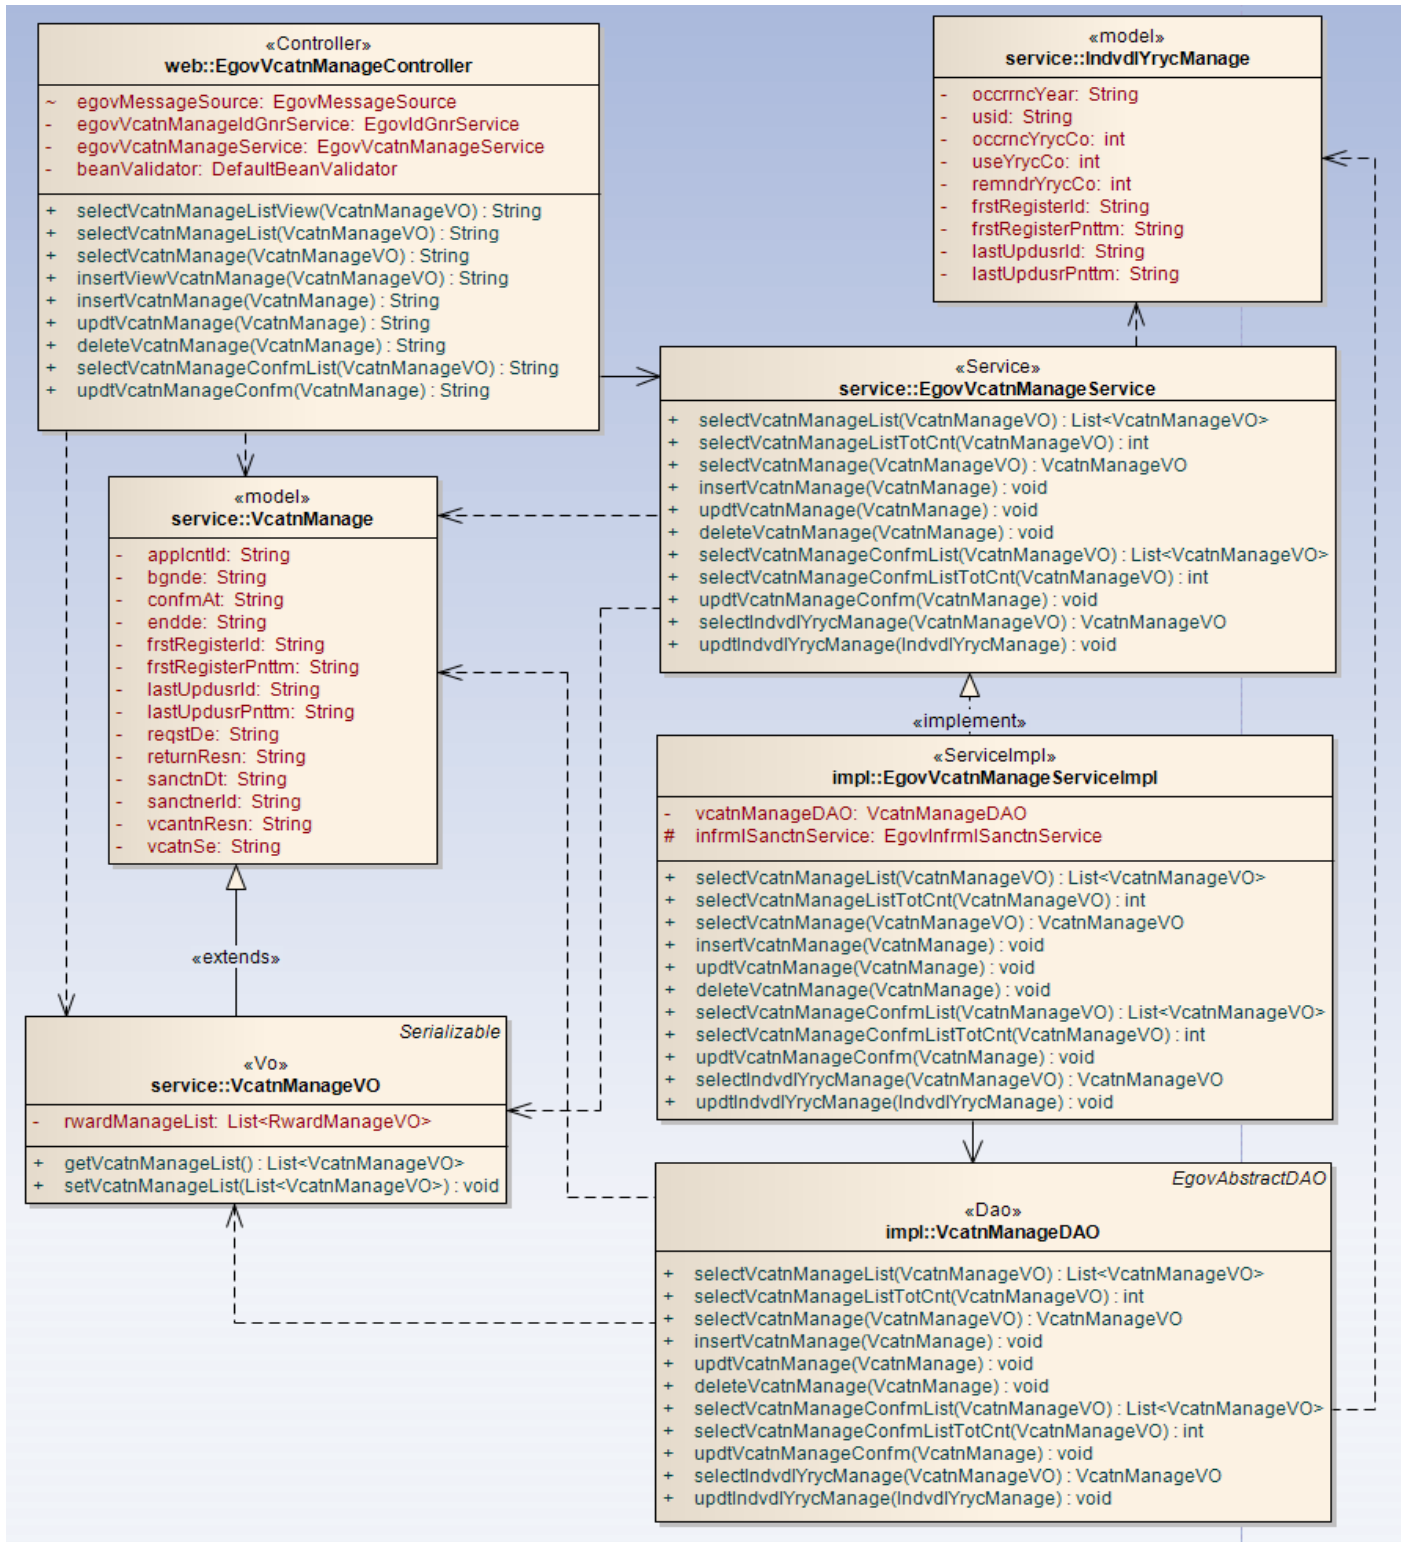 «Controller»
web::EgovVcatnManageController
~ egovMessageSource: EgovMessageSource
- egovVcatnManageIdGnrService: EgovIdGnrService
- egovVcatnManageService: EgovVcatnManageService
- beanValidator: DefaultBeanValidator
+ selectVcatnManageListView(VcatnManageVO) : String
+ selectVcatnManageList(VcatnManageVO) : String
+ selectVcatnManage(VcatnManageVO) : String
+ insertViewVcatnManage(VcatnManageVO) : String
+ insertVcatnManage(VcatnManage) : String
+ updtVcatnManage(VcatnManage) : String
+ deleteVcatnManage(VcatnManage) : String
+ selectVcatnManageConfmList(VcatnManageVO) : String
+ updtVcatnManageConfm(VcatnManage) : String
«model»
service::IndvdlYrycManage
- occrrncYear: String
- usid: String
- occrncYrycCo: int
- useYrycCo: int
- remndrYrycCo: int
- frstRegisterId: String
- frstRegisterPnttm: String
- lastUpdusrId: String
- lastUpdusrPnttm: String
«Service»
service::EgovVcatnManageService
+ selectVcatnManageList(VcatnManageVO) : List<VcatnManageVO>
+ selectVcatnManageListTotCnt(VcatnManageVO) : int
+ selectVcatnManage(VcatnManageVO) : VcatnManageVO
+ insertVcatnManage(VcatnManage) : void
+ updtVcatnManage(VcatnManage) : void
+ deleteVcatnManage(VcatnManage) : void
+ selectVcatnManageConfmList(VcatnManageVO) : List<VcatnManageVO>
+ selectVcatnManageConfmListTotCnt(VcatnManageVO) : int
+ updtVcatnManageConfm(VcatnManage) : void
+ selectIndvdlYrycManage(VcatnManageVO) : VcatnManageVO
+ updtIndvdlYrycManage(IndvdlYrycManage) : void
«model»
service::VcatnManage
- applcntId: String
- bgnde: String
- confmAt: String
- endde: String
- frstRegisterId: String
- frstRegisterPnttm: String
- lastUpdusrId: String
- lastUpdusrPnttm: String
- reqstDe: String
- returnResn: String
- sanctnDt: String
- sanctnerId: String
- vcantnResn: String
- vcatnSe: String
«implement»
«ServiceImpl»
impl::EgovVcatnManageServiceImpl
- vcatnManageDAO: VcatnManageDAO
# infrmlSanctnService: EgovInfrmlSanctnService
+ selectVcatnManageList(VcatnManageVO) : List<VcatnManageVO>
+ selectVcatnManageListTotCnt(VcatnManageVO) : int
+ selectVcatnManage(VcatnManageVO) : VcatnManageVO
+ insertVcatnManage(VcatnManage) : void
+ updtVcatnManage(VcatnManage) : void
+ deleteVcatnManage(VcatnManage) : void
+ selectVcatnManageConfmList(VcatnManageVO) : List<VcatnManageVO>
+ selectVcatnManageConfmListTotCnt(VcatnManageVO) : int
+ updtVcatnManageConfm(VcatnManage) : void
+ selectIndvdlYrycManage(VcatnManageVO) : VcatnManageVO
+ updtIndvdlYrycManage(IndvdlYrycManage) : void
«extends»
Serializable
«Vo»
service::VcatnManageVO
- rwardManageList: List<RwardManageVO>
+ getVcatnManageList() : List<VcatnManageVO>
+ setVcatnManageList(List<VcatnManageVO>) : void
EgovAbstractDAO
«Dao»
impl::VcatnManageDAO
+ selectVcatnManageList(VcatnManageVO) : List<VcatnManageVO>
+ selectVcatnManageListTotCnt(VcatnManageVO) : int
+ selectVcatnManage(VcatnManageVO) : VcatnManageVO
+ insertVcatnManage(VcatnManage) : void
+ updtVcatnManage(VcatnManage) : void
+ deleteVcatnManage(VcatnManage) : void
+ selectVcatnManageConfmList(VcatnManageVO) : List<VcatnManageVO>
+ selectVcatnManageConfmListTotCnt(VcatnManageVO) : int
+ updtVcatnManageConfm(VcatnManage) : void
+ selectIndvdlYrycManage(VcatnManageVO) : VcatnManageVO
+ updtIndvdlYrycManage(IndvdlYrycManage) : void